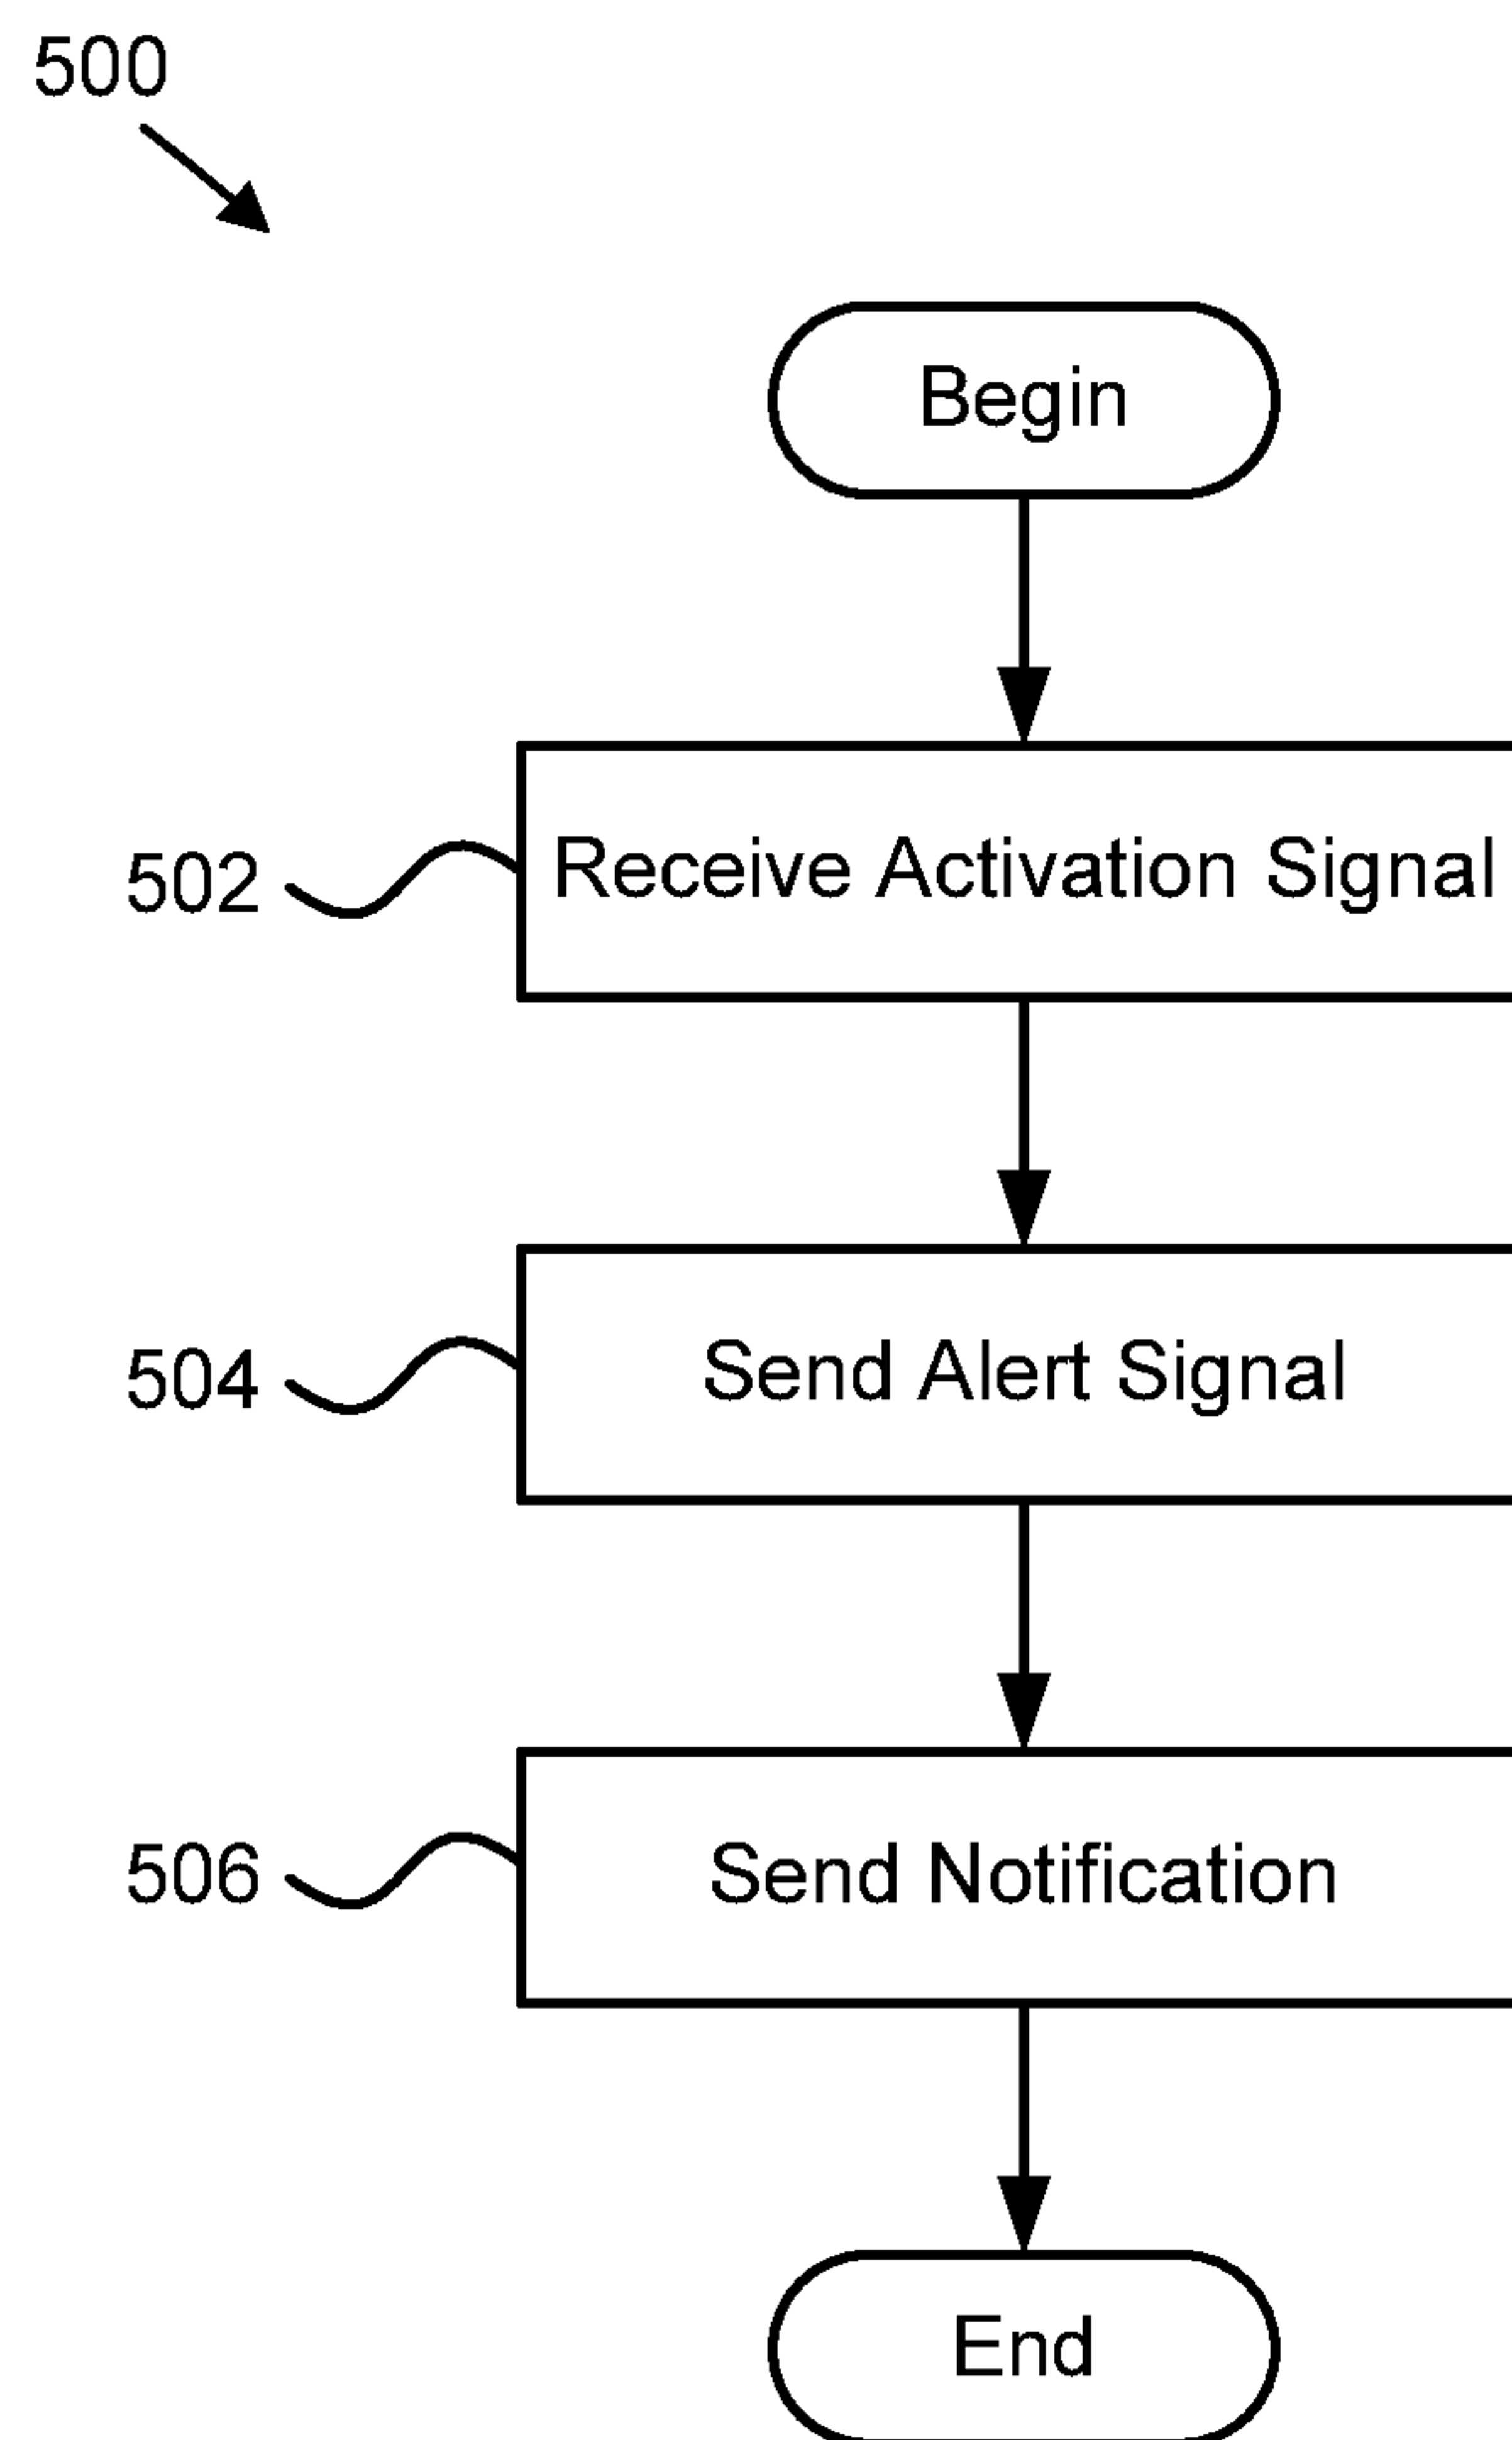 500
Begin
502
Receive Activation Signal
504
Send Alert Signal
506
Send Notification
End